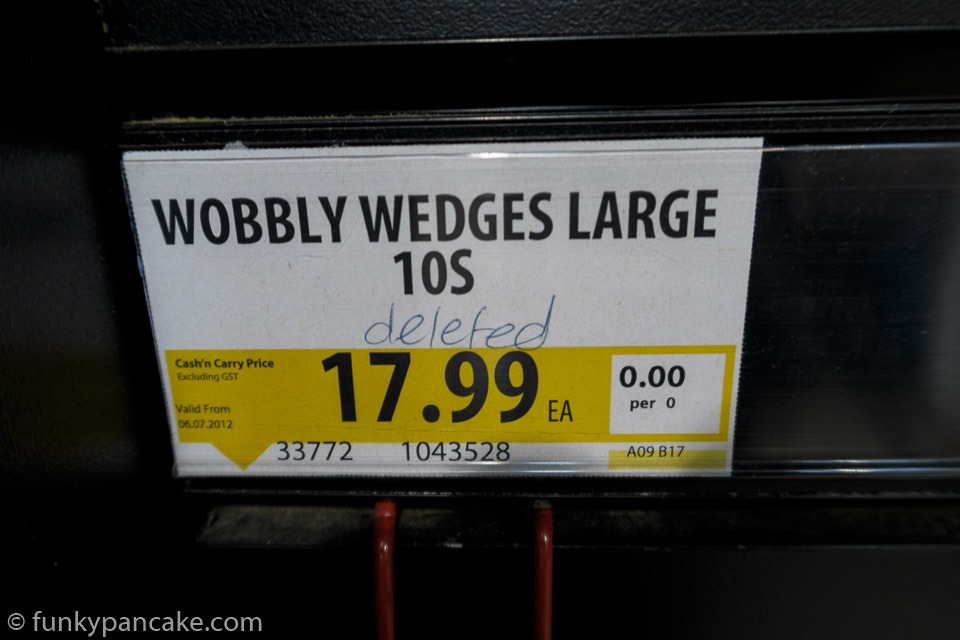 WOBBLY WEDGES LARGE
10S
deleted
Cash'n Carry Price
Excluding GST
Valid From
06.07.2012
17.99 EA
0.00
per 0
33772 1043528
A09 B17
© funkypancake.com